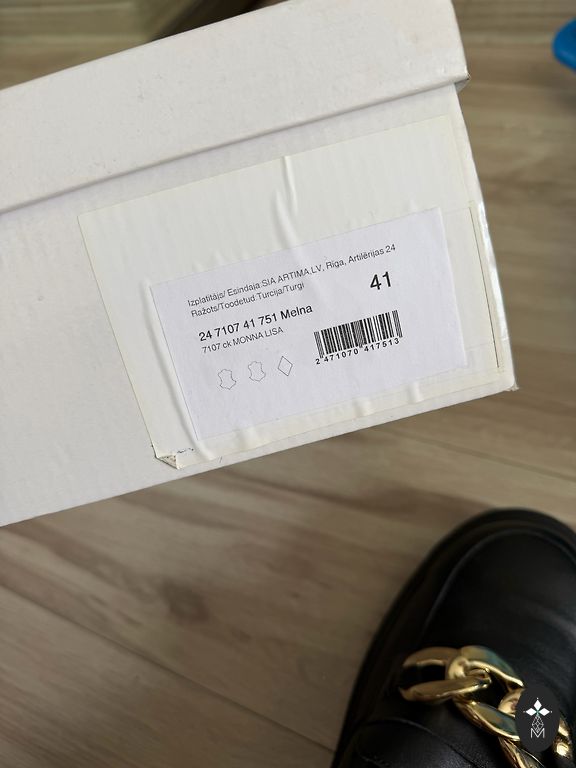 Izplatītājs/ Esindaja.SIA ARTIMA.LV, Rīga, Artilērijas 24
Ražots/Toodetud.Turcija/Turgi
24 7107 41 751 Melna
41
7107 ck MONNA LISA
2 471070 417513
M